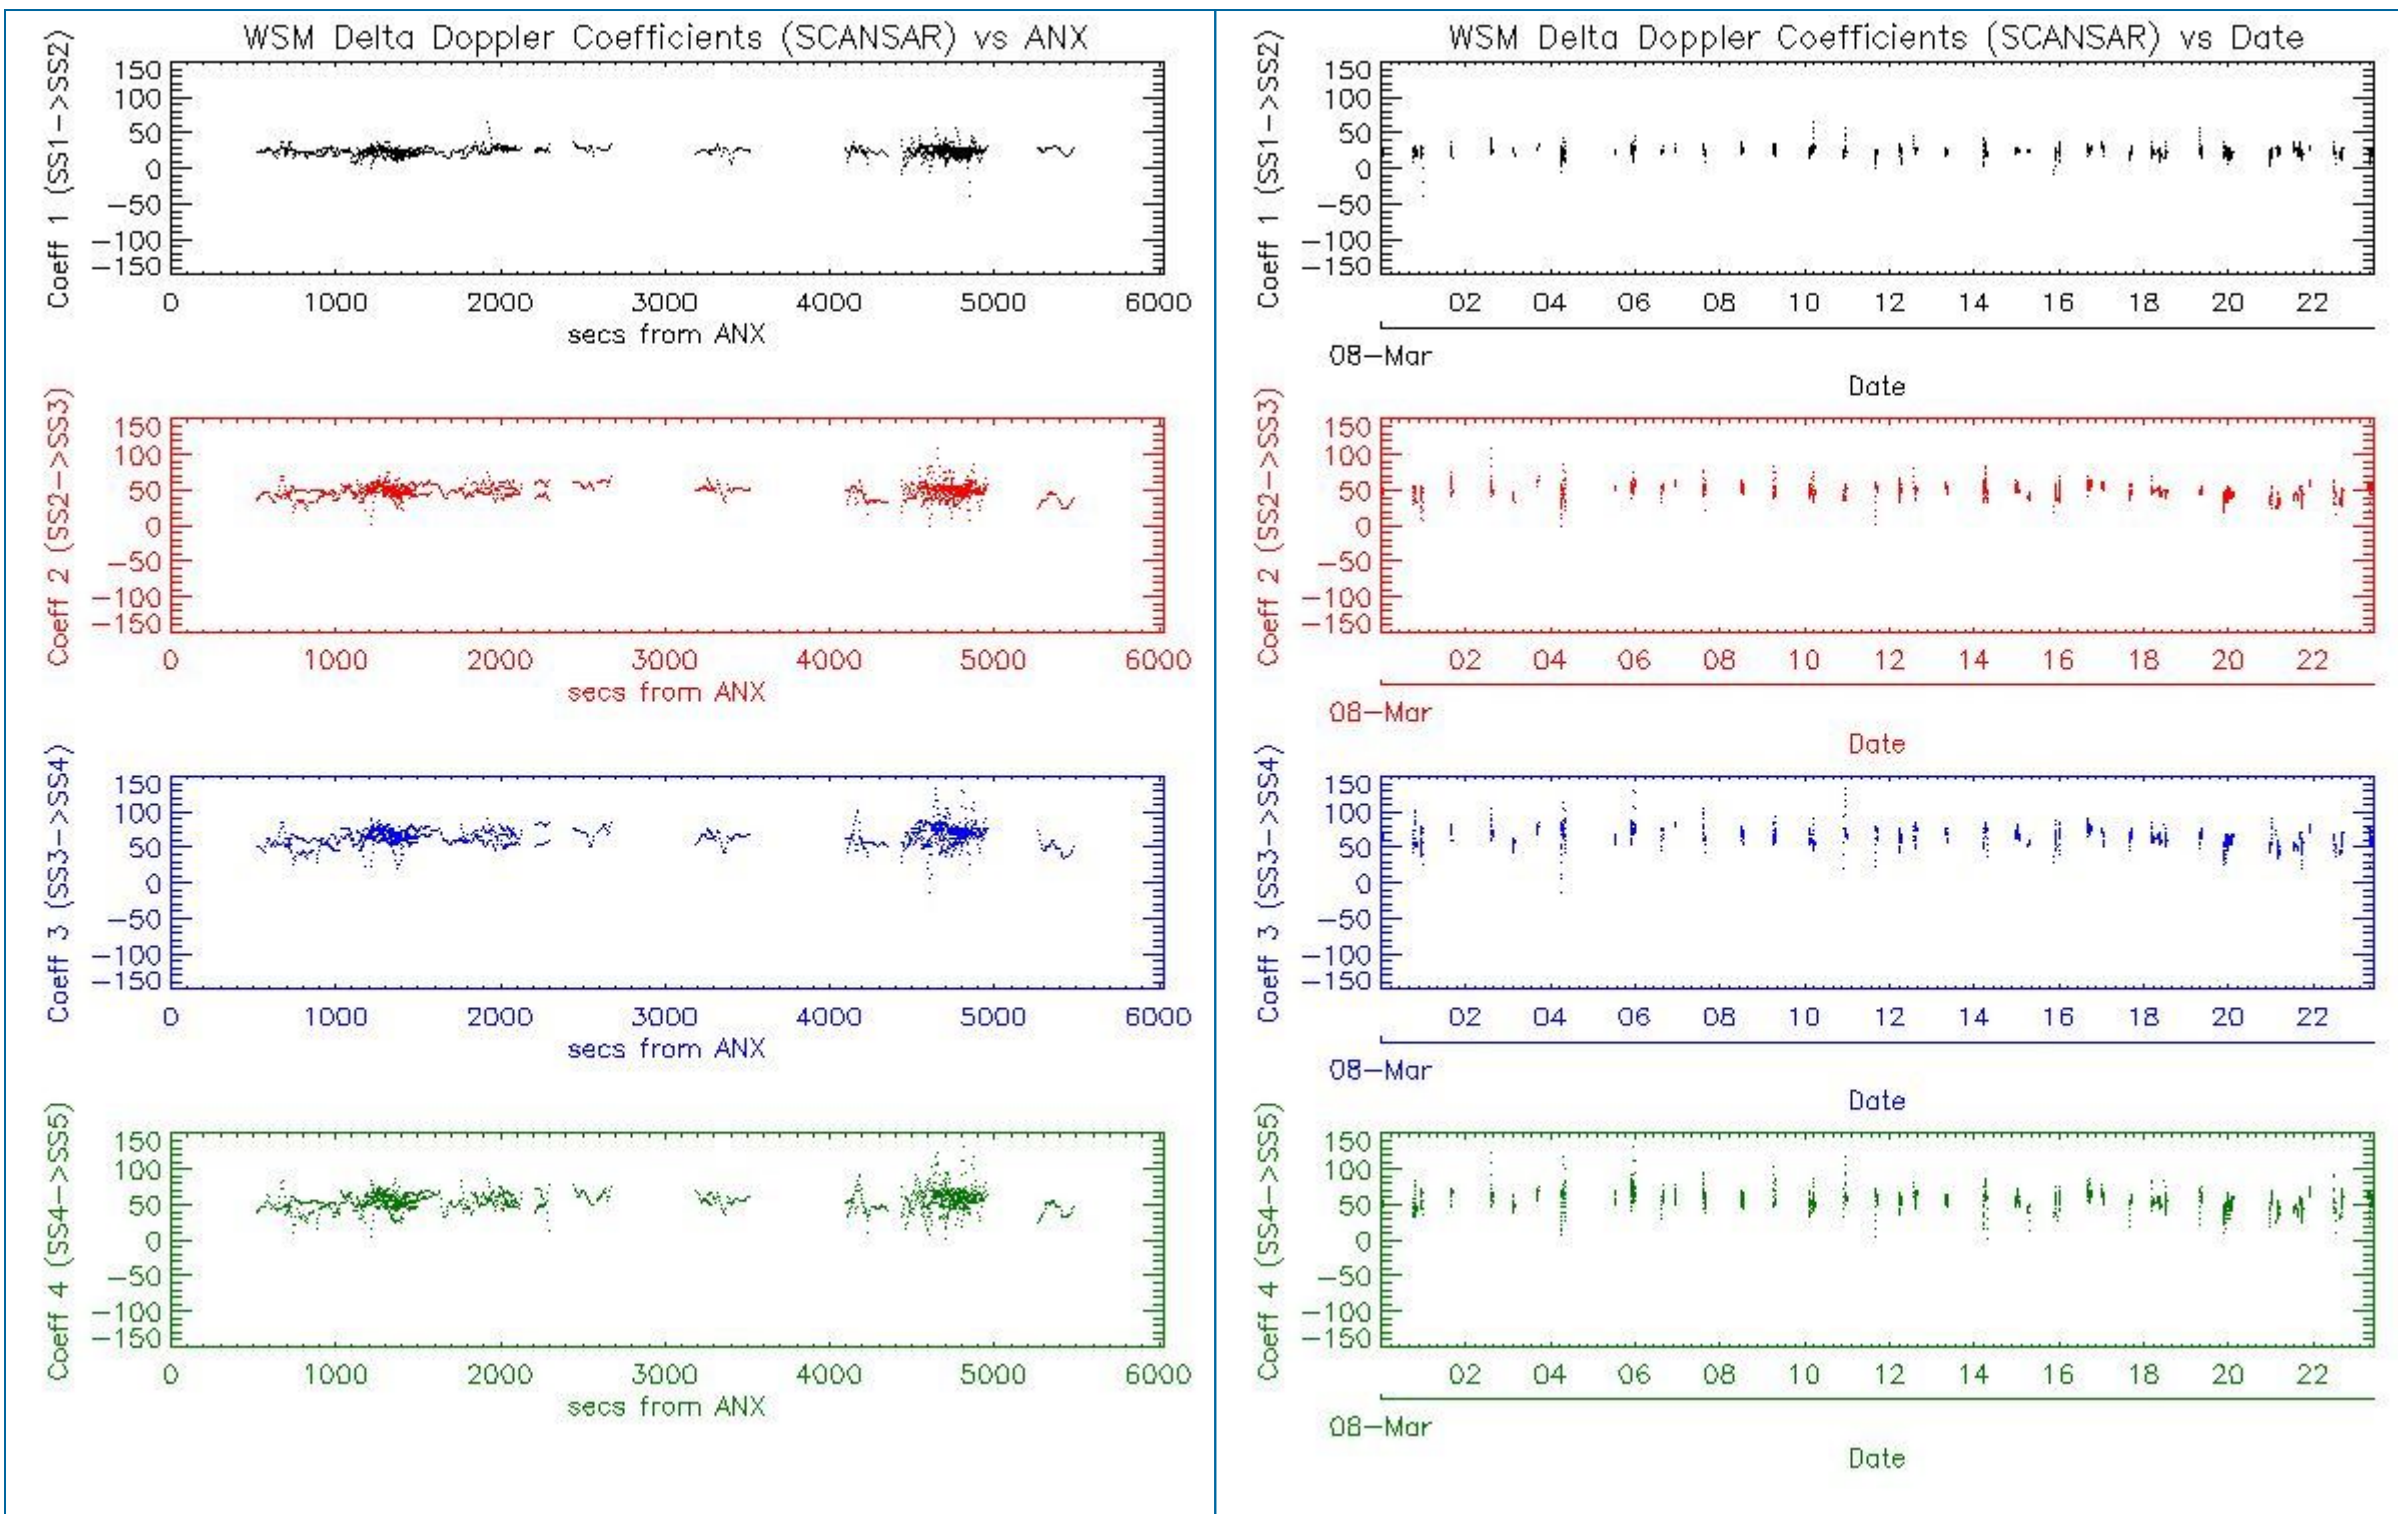 WSM Delta Doppler Coefficients (SCANSAR) vs ANX
Coeff 1 (SS1->SS2)
150
100
50
0
-50
-100
-150
0 1000 2000 3000 4000 5000 6000
secs from ANX
Coeff 2 (SS2->SS3)
150
100
50
0
-50
-100
-150
0 1000 2000 3000 4000 5000 6000
secs from ANX
Coeff 3 (SS3->SS4)
150
100
50
0
-50
-100
-150
0 1000 2000 3000 4000 5000 6000
secs from ANX
Coeff 4 (SS4->SS5)
150
100
50
0
-50
-100
-150
0 1000 2000 3000 4000 5000 6000
secs from ANX
WSM Delta Doppler Coefficients (SCANSAR) vs Date
Coeff 1 (SS1->SS2)
150
100
50
0
-50
-100
-150
02 04 06 08 10 12 14 16 18 20 22
08-Mar
Date
Coeff 2 (SS2->SS3)
150
100
50
0
-50
-100
-150
02 04 06 08 10 12 14 16 18 20 22
08-Mar
Date
Coeff 3 (SS3->SS4)
150
100
50
0
-50
-100
-150
02 04 06 08 10 12 14 16 18 20 22
08-Mar
Date
Coeff 4 (SS4->SS5)
150
100
50
0
-50
-100
-150
02 04 06 08 10 12 14 16 18 20 22
08-Mar
Date